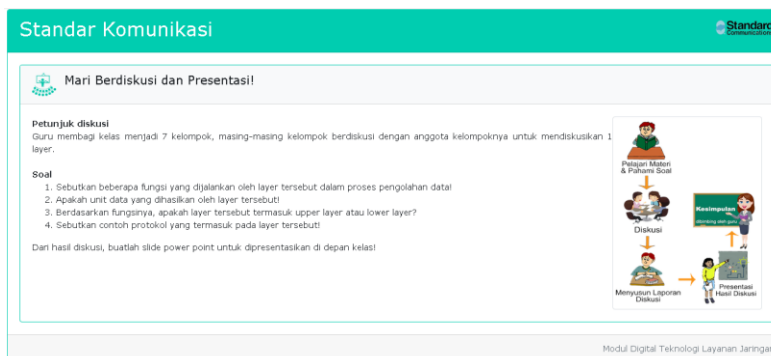 Standar Komunikasi
Standard
Communication
Mari Berdiskusi dan Presentasi!
Petunjuk diskusi
Guru membagi kelas menjadi 7 kelompok, masing-masing kelompok berdiskusi dengan anggota kelompoknya untuk mendiskusikan 1
layer.
Soal
1. Sebutkan beberapa fungsi yang dijalankan oleh layer tersebut dalam proses pengolahan data!
2. Apakah unit data yang dihasilkan oleh layer tersebut!
3. Berdasarkan fungsinya, apakah layer tersebut termasuk upper layer atau lower layer?
4. Sebutkan contoh protokol yang termasuk pada layer tersebut!
Dari hasil diskusi, buatlah slide power point untuk dipresentasikan di depan kelas!
Pelajari Materi
& Pahami Soal
Diskusi
Menyusun Laporan
Diskusi
Presentasi
Hasil Diskusi
Kesimpulan
dibimbing oleh guru
Modul Digital Teknologi Layanan Jaringan